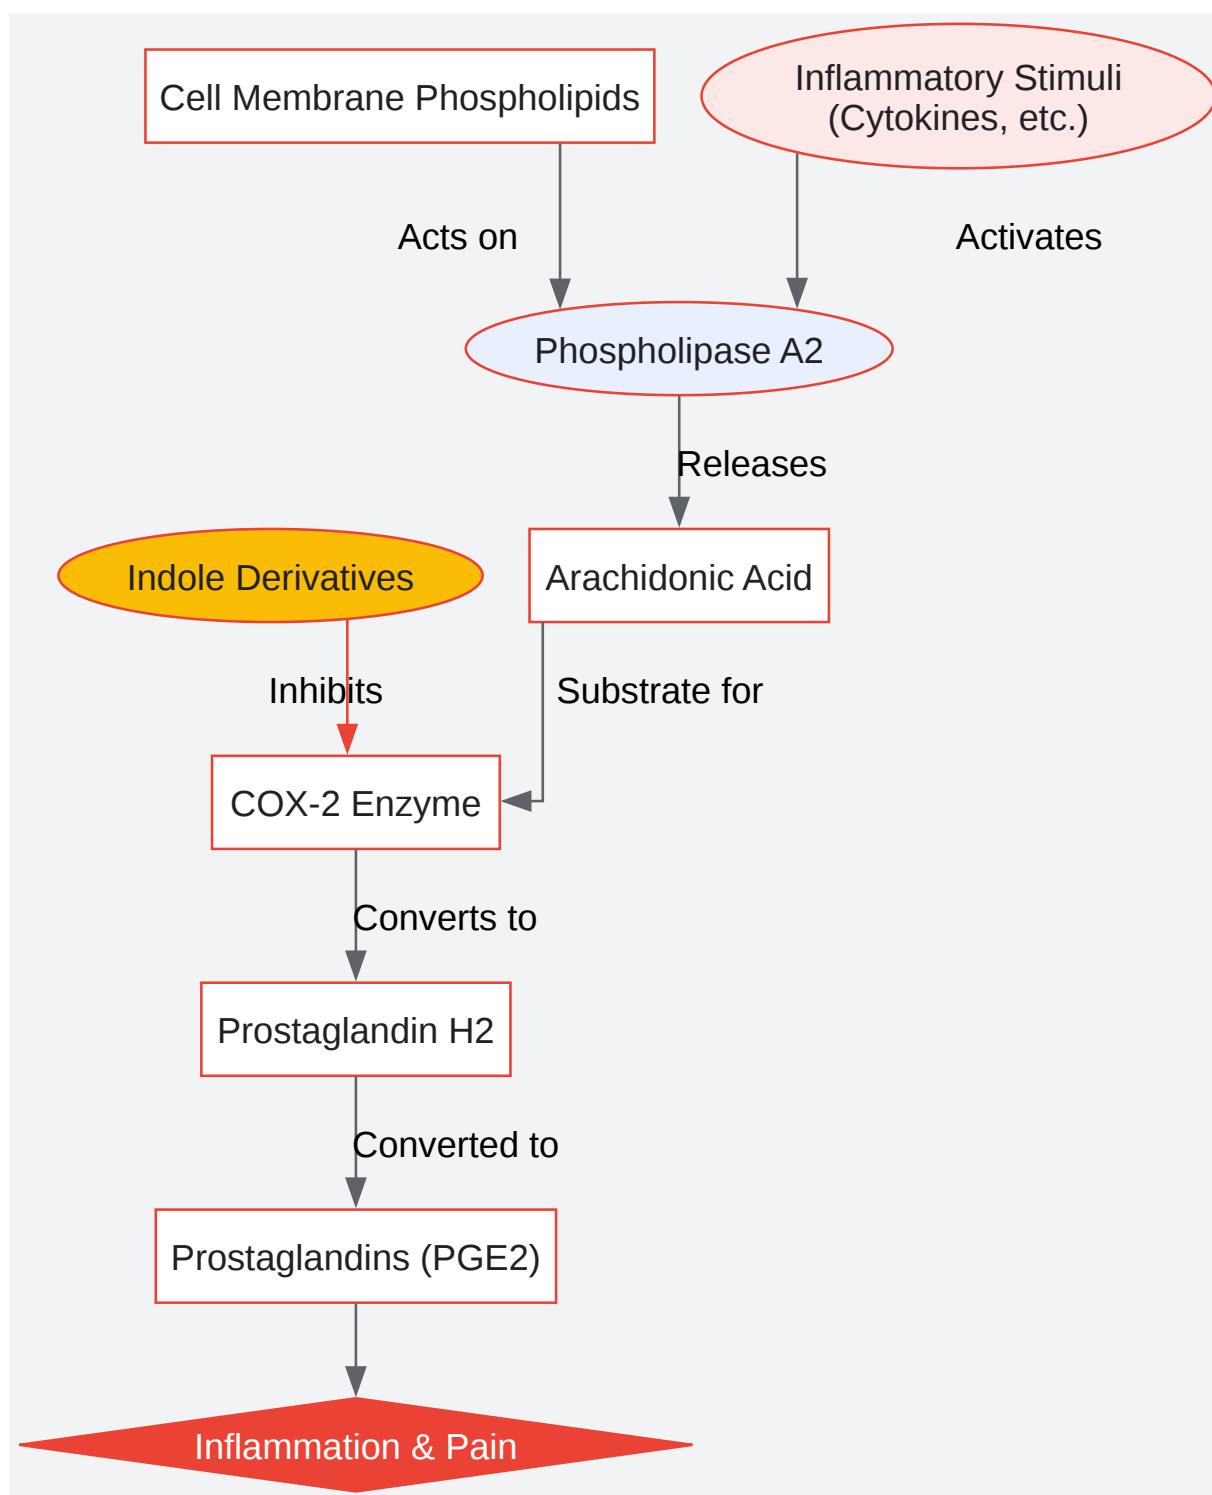 Cell Membrane Phospholipids
Inflammatory Stimuli
(Cytokines, etc.)
Acts on
Activates
Phospholipase A2
Releases
Indole Derivatives
Arachidonic Acid
Inhibits
Substrate for
COX-2 Enzyme
Converts to
Prostaglandin H2
Converted to
Prostaglandins (PGE2)
Inflammation & Pain